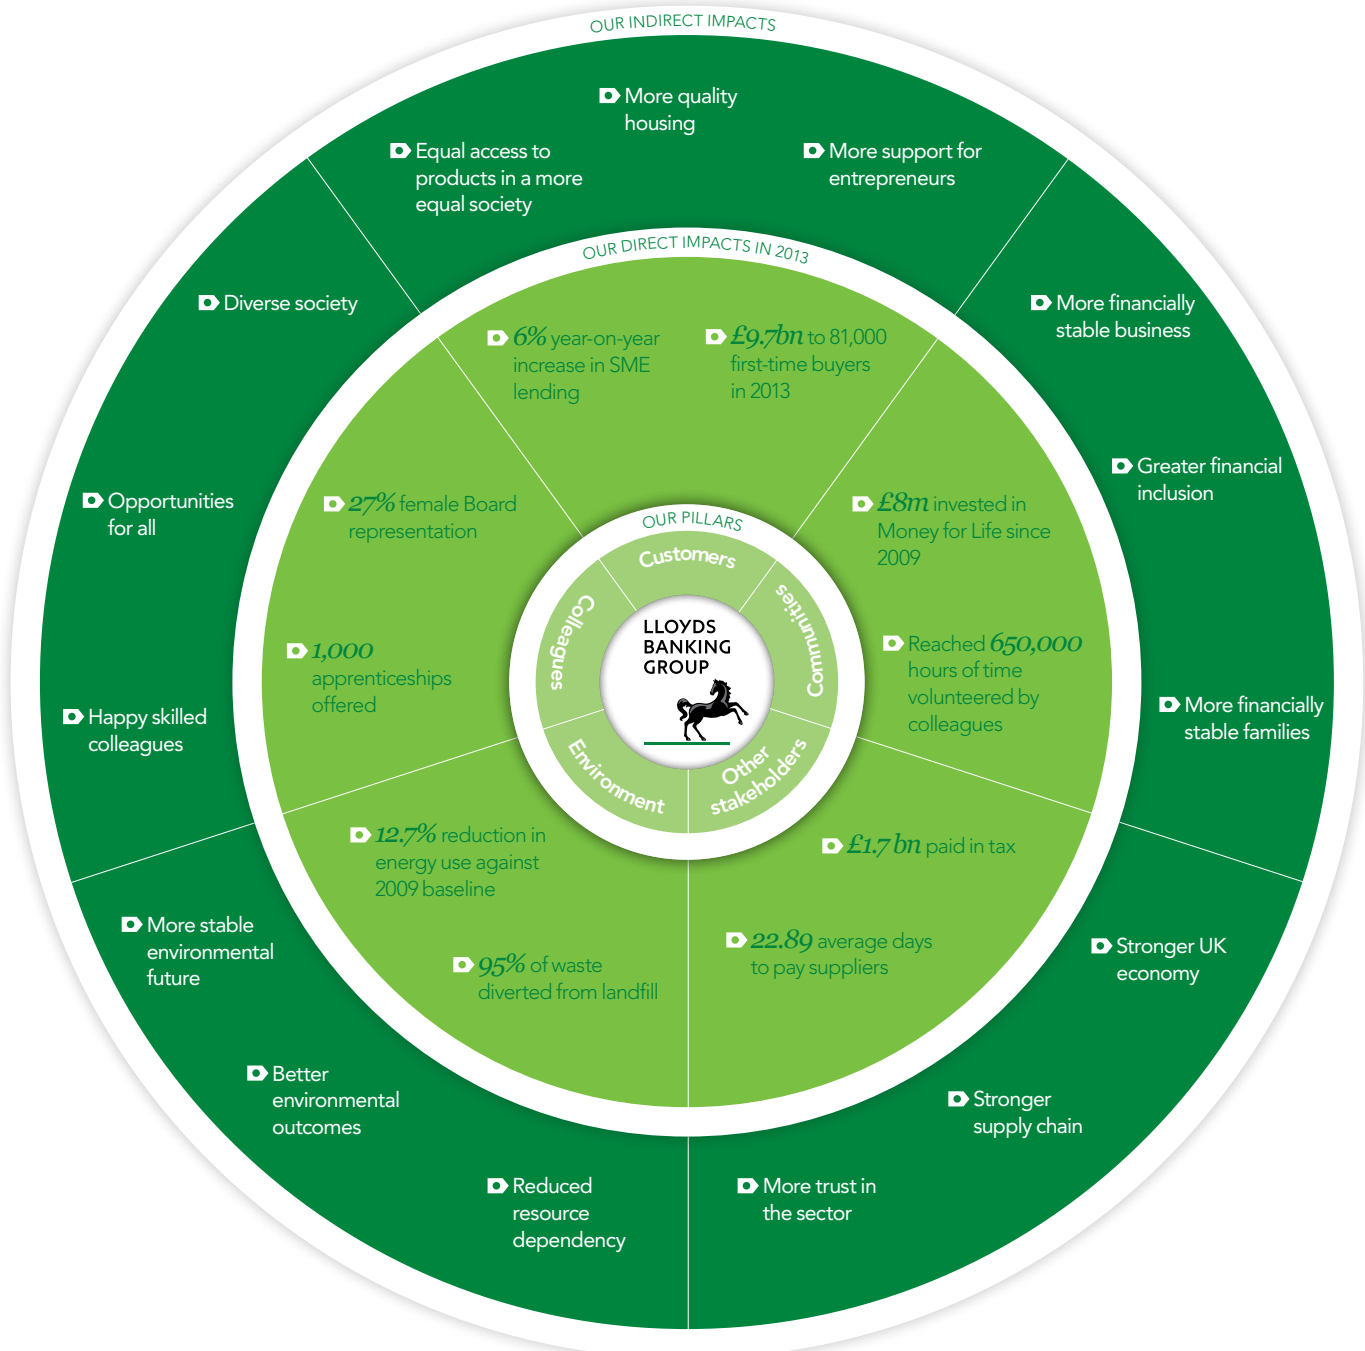 OUR INDIRECT IMPACTS
More quality
housing
Equal access to
products in a more
equal society
More support for
entrepreneurs
Diverse society
More financially
stable business
Opportunities
for all
Greater financial
inclusion
Happy skilled
colleagues
More financially
stable families
More stable
environmental
future
Stronger UK
economy
Better
environmental
outcomes
Stronger
supply chain
Reduced
resource
dependency
More trust in
the sector
OUR DIRECT IMPACTS IN 2013
6% year-on-year
increase in SME
lending
£9.7bn to 81,000
first-time buyers
in 2013
27% female Board
representation
£8m invested in
Money for Life since
2009
1,000
apprenticeships
offered
Reached 650,000
hours of time
volunteered by
colleagues
12.7% reduction in
energy use against
2009 baseline
£1.7bn paid in tax
95% of waste
diverted from landfill
22.89 average days
to pay suppliers
OUR PILLARS
Customers
Communities
Other
stakeholders
Environment
Colleagues
LLOYDS
BANKING
GROUP